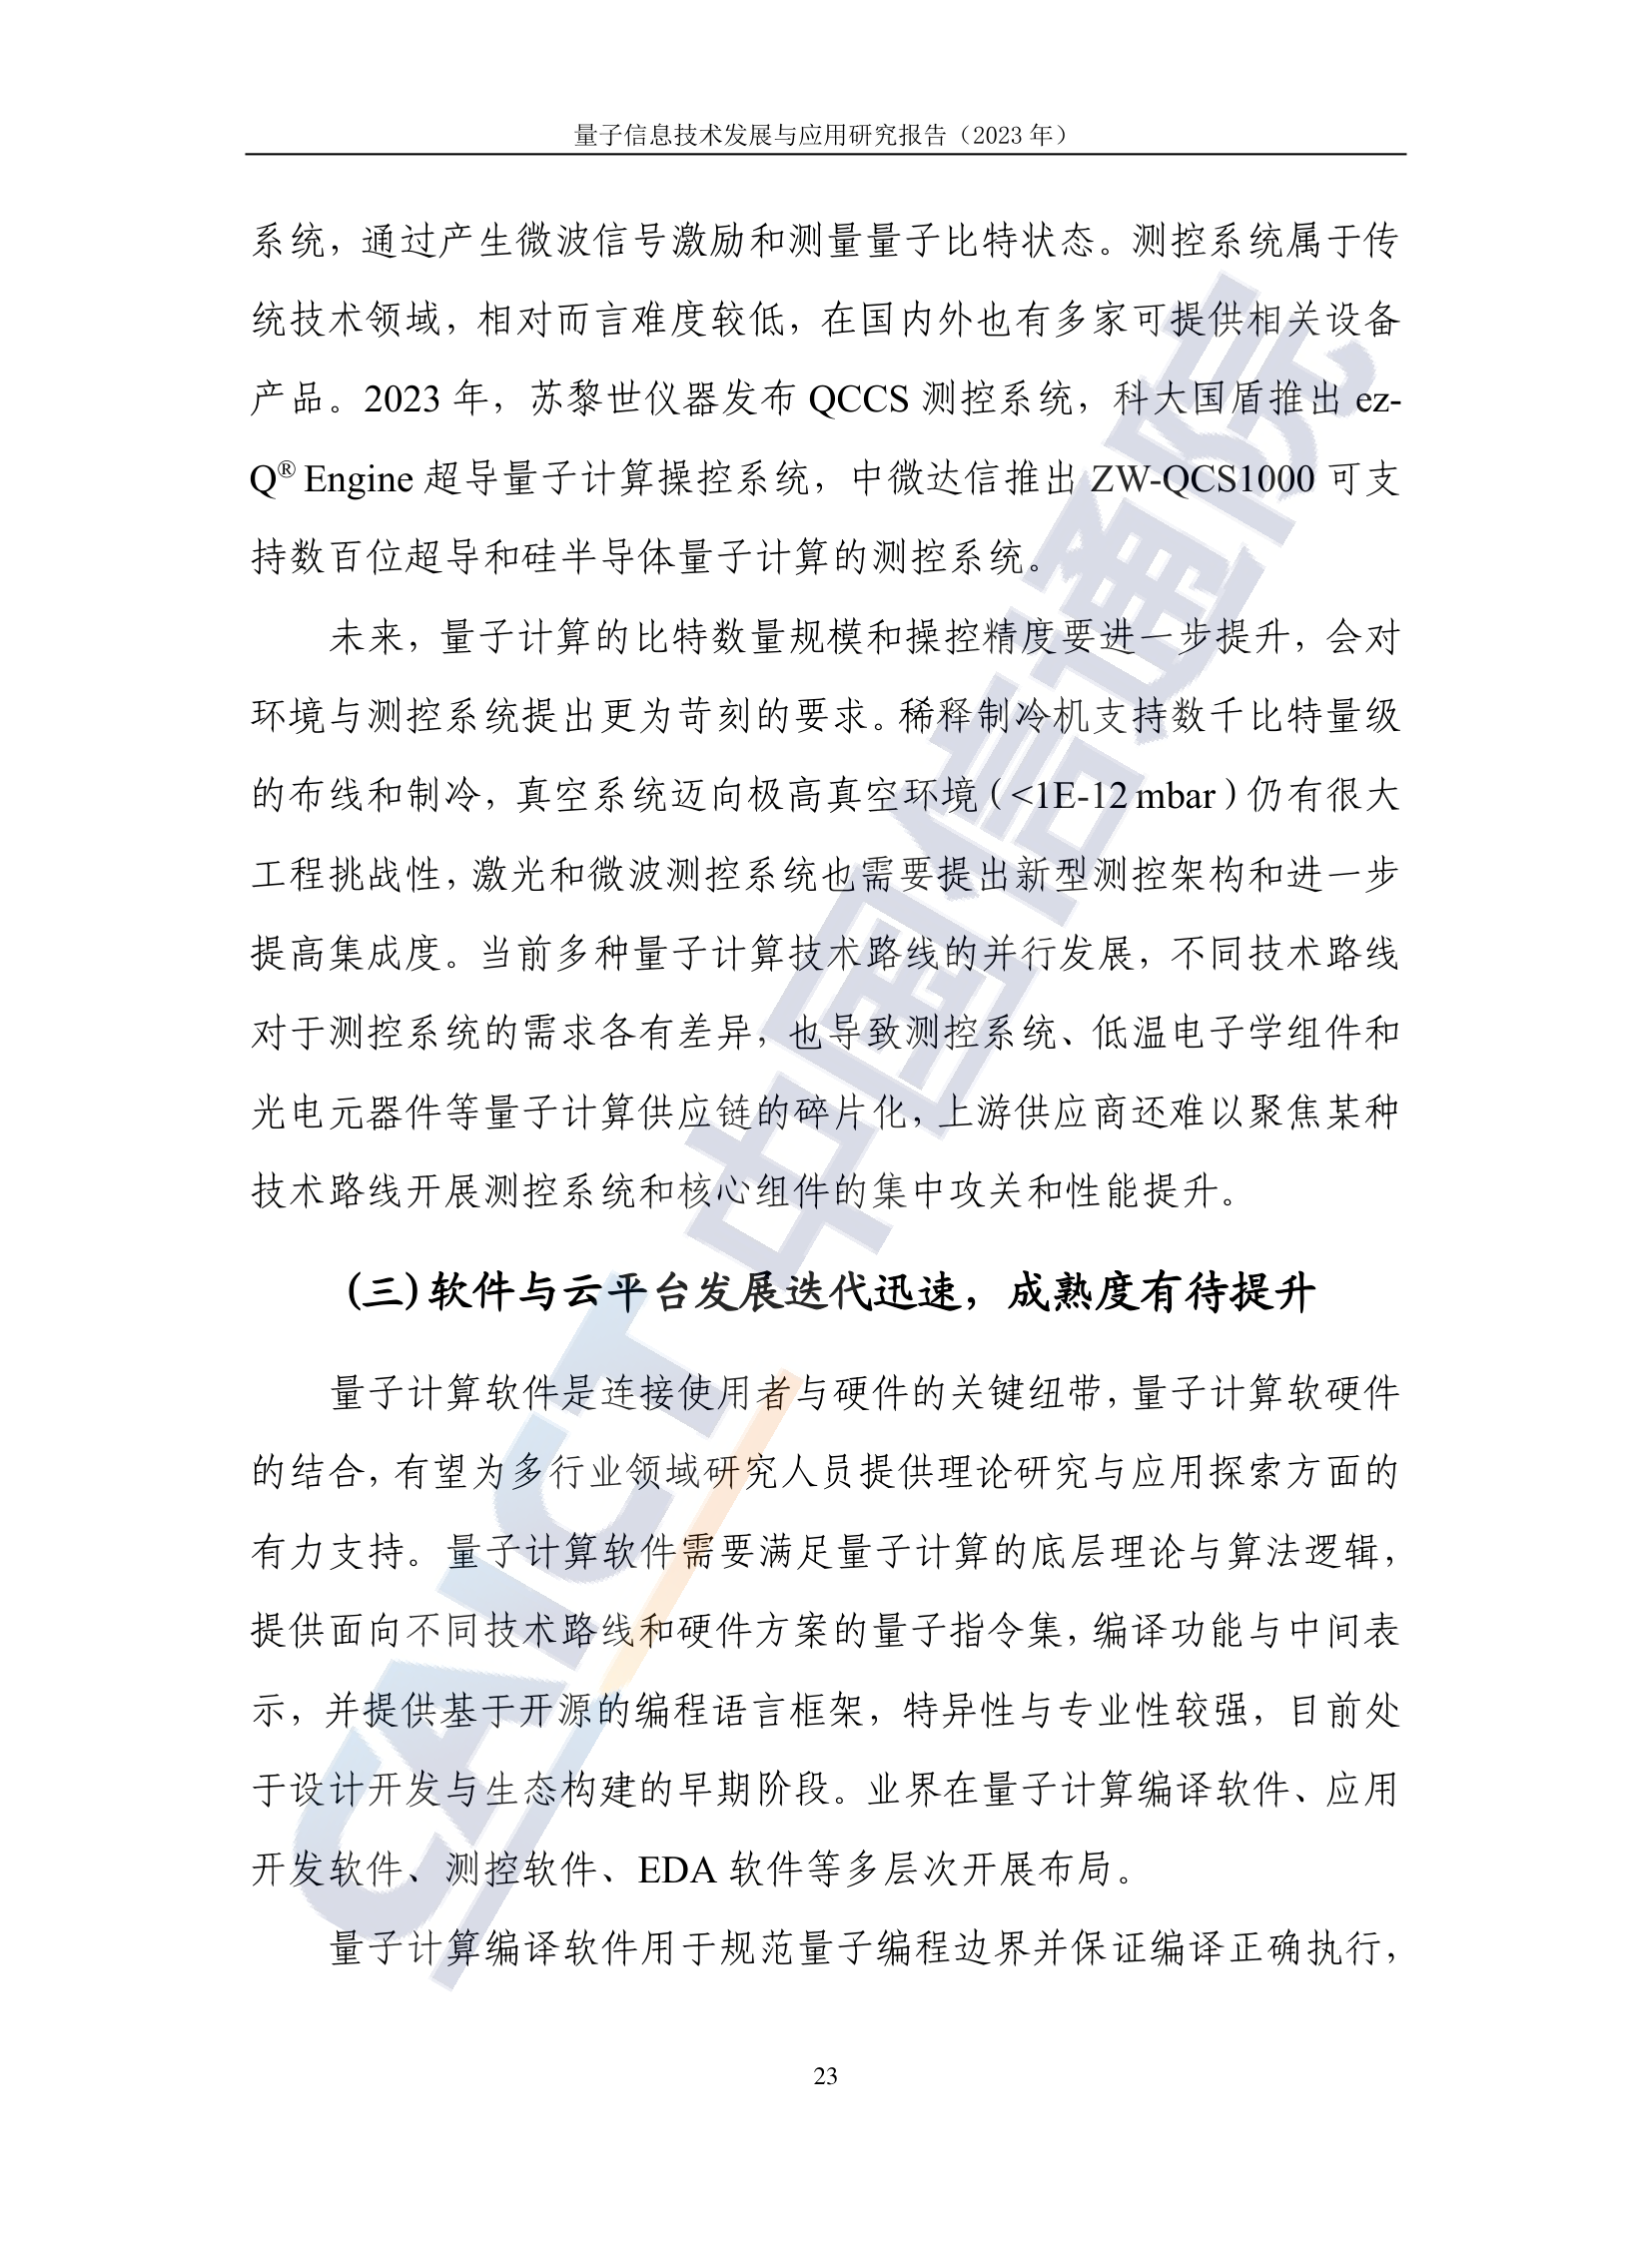 量子信息技术发展与应用研究报告（2023 年）
系统，通过产生微波信号激励和测量量子比特状态。测控系统属于传
统技术领域，相对而言难度较低，在国内外也有多家可提供相关设备
产品。2023 年，苏黎世仪器发布 QCCS 测控系统，科大国盾推出 ez-
Q® Engine 超导量子计算操控系统，中微达信推出 ZW-QCS1000 可支
持数百位超导和硅半导体量子计算的测控系统。
未来，量子计算的比特数量规模和操控精度要进一步提升，会对
环境与测控系统提出更为苛刻的要求。稀释制冷机支持数千比特量级
的布线和制冷，真空系统迈向极高真空环境（<1E-12 mbar）仍有很大
工程挑战性，激光和微波测控系统也需要提出新型测控架构和进一步
提高集成度。当前多种量子计算技术路线的并行发展，不同技术路线
对于测控系统的需求各有差异，也导致测控系统、低温电子学组件和
光电元器件等量子计算供应链的碎片化，上游供应商还难以聚焦某种
技术路线开展测控系统和核心组件的集中攻关和性能提升。
(三)软件与云平台发展迭代迅速，成熟度有待提升
量子计算软件是连接使用者与硬件的关键纽带，量子计算软硬件
的结合，有望为多行业领域研究人员提供理论研究与应用探索方面的
有力支持。量子计算软件需要满足量子计算的底层理论与算法逻辑，
提供面向不同技术路线和硬件方案的量子指令集，编译功能与中间表
示，并提供基于开源的编程语言框架，特异性与专业性较强，目前处
于设计开发与生态构建的早期阶段。业界在量子计算编译软件、应用
开发软件、测控软件、EDA 软件等多层次开展布局。
量子计算编译软件用于规范量子编程边界并保证编译正确执行，
23
CAICT 中国信通院